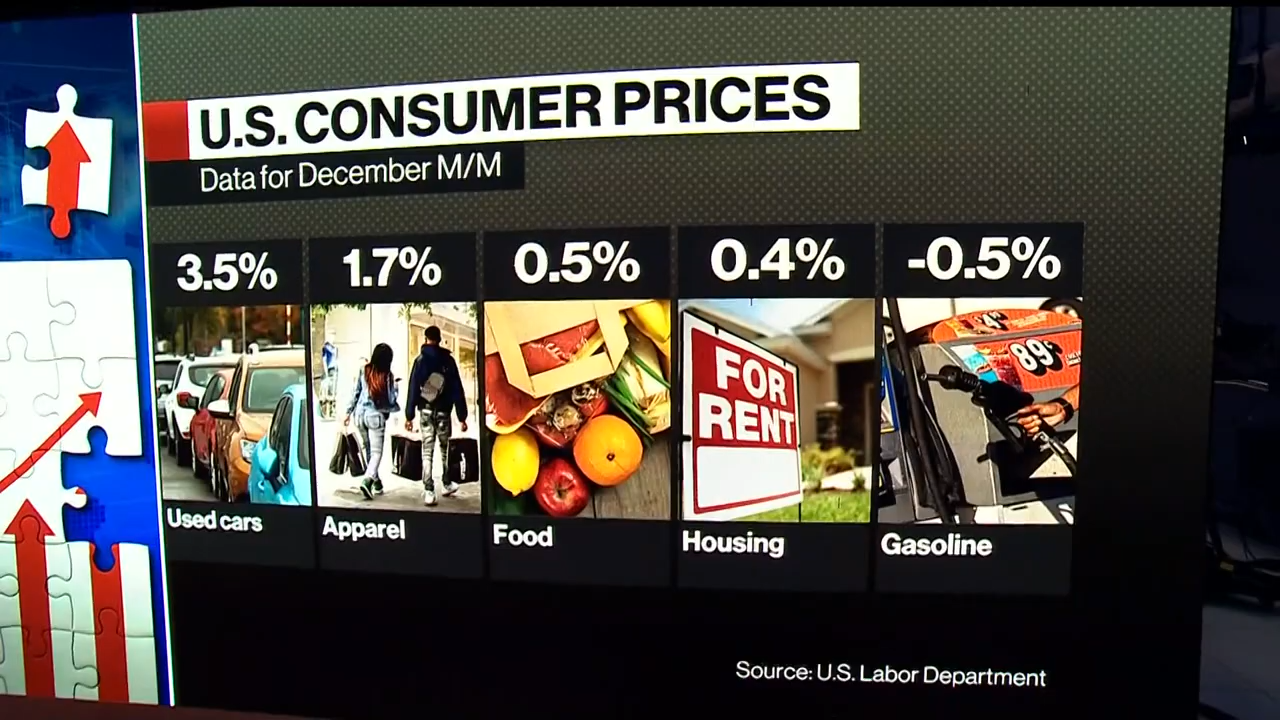 U.S. CONSUMER PRICES
Data for December M/M
3.5%
1.7%
0.5%
0.4%
-0.5%
FOR
RENT
89
Used cars
Apparel
Food
Housing
Gasoline
Source: U.S. Labor Department